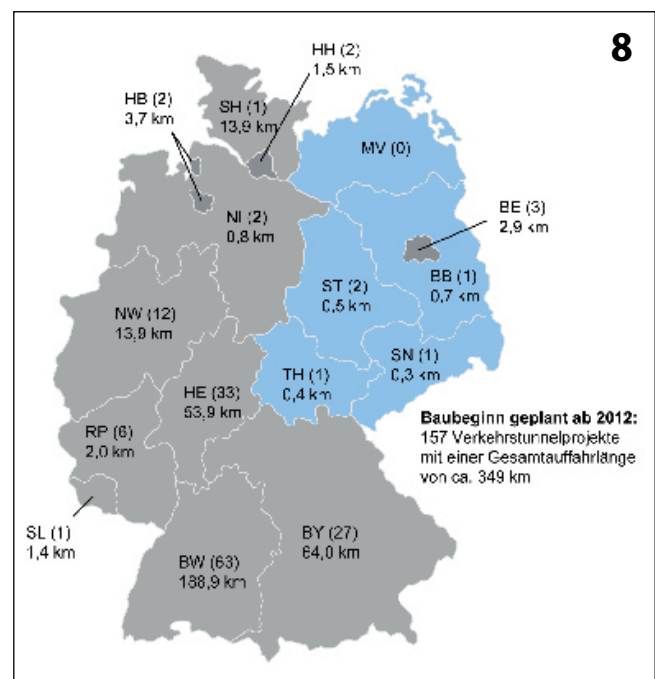 8
HH (2)
1,5 km
HB (2)
3,7 km
SH (1)
13,9 km
MV (0)
NI (2)
0,8 km
BE (3)
2,9 km
ST (2)
0,5 km
BB (1)
0,7 km
NW (12)
13,9 km
SN (1)
0,3 km
TH (1)
0,4 km
HE (33)
53,9 km
Baubeginn geplant ab 2012:
157 Verkehrstunnelprojekte
mit einer Gesamtauffahrlänge
von ca. 349 km
RP (6)
2,0 km
SL (1)
1,4 km
BW (63)
188,9 km
BY (27)
64,0 km